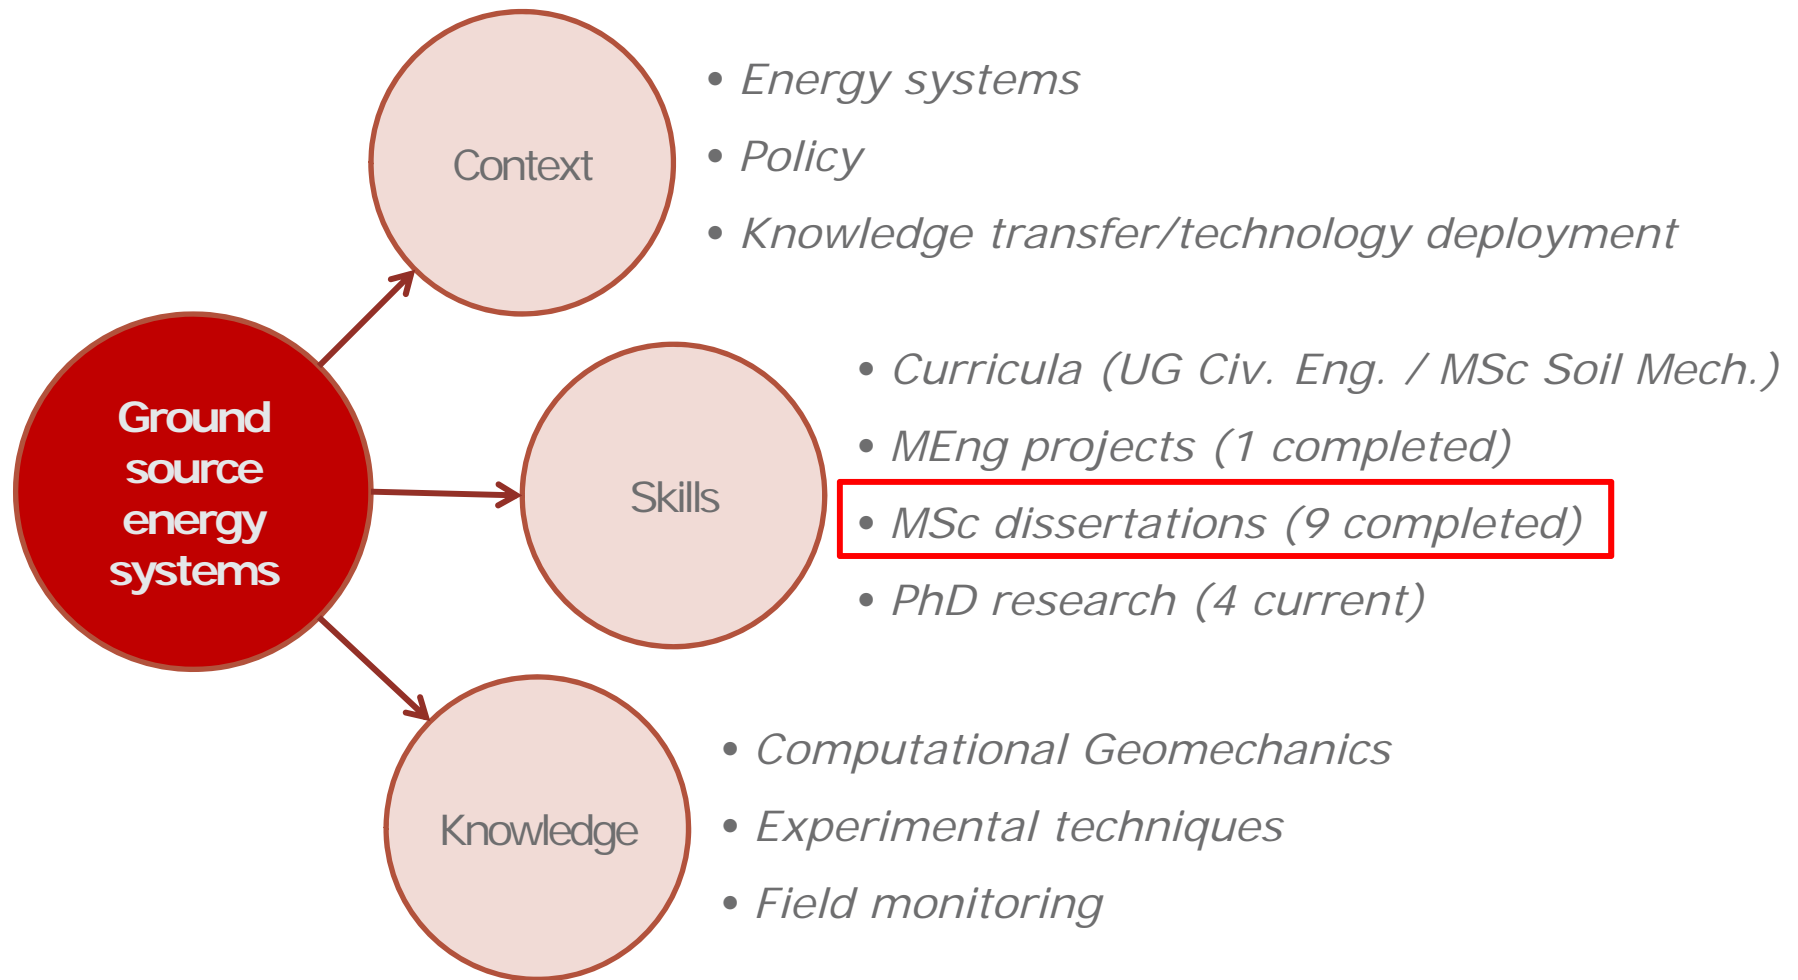 Ground
source
energy
systems
Context
• Energy systems
• Policy
• Knowledge transfer/technology deployment
Skills
• Curricula (UG Civ. Eng. / MSc Soil Mech.)
• MEng projects (1 completed)
• MSc dissertations (9 completed)
• PhD research (4 current)
Knowledge
• Computational Geomechanics
• Experimental techniques
• Field monitoring